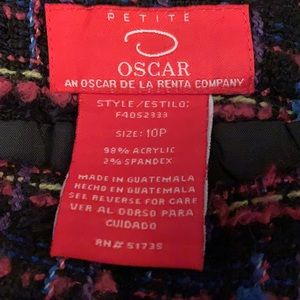 PETITE
OSCAR
AN OSCAR DE LA RENTA COMPANY
STYLE/ESTILO:
F40S2333
SIZE: 10P
98% ACRYLIC
2% SPANDEX
MADE IN GUATEMALA
HECHO EN GUATEMALA
SEE REVERSE FOR CARE
VER AL DORSO PARA
CUIDADO
RN# 51735